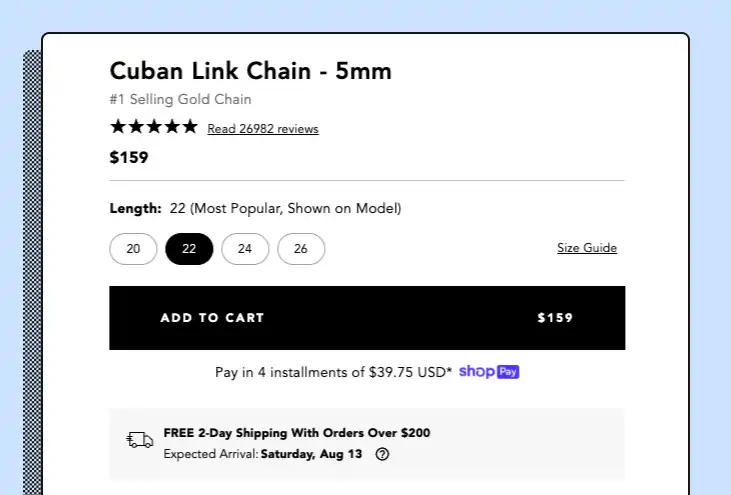 Cuban Link Chain - 5mm
#1 Selling Gold Chain
★★★★★ Read 26982 reviews
$159
Length: 22 (Most Popular, Shown on Model)
20 22 24 26 Size Guide
ADD TO CART $159
Pay in 4 installments of $39.75 USD* shop Pay
FREE 2-Day Shipping With Orders Over $200
Expected Arrival: Saturday, Aug 13 ?